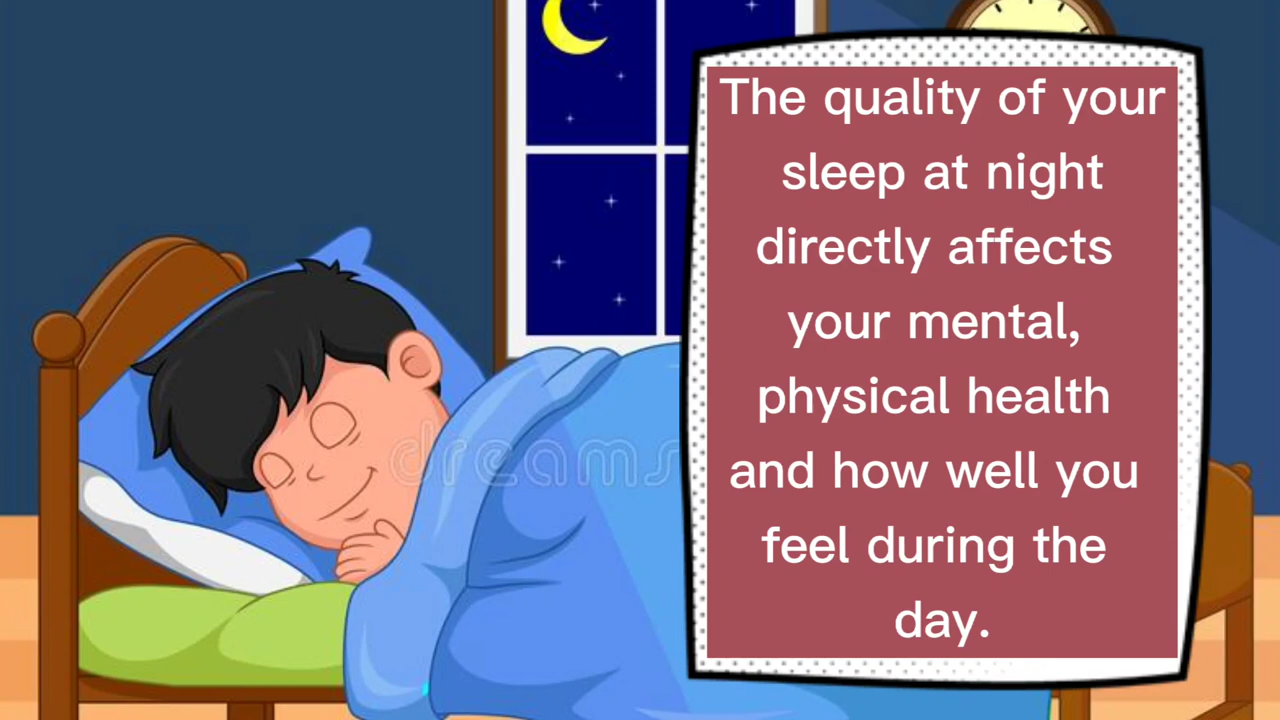 The quality of your
sleep at night
directly affects
your mental,
physical health
and how well you
feel during the
day.
dreams